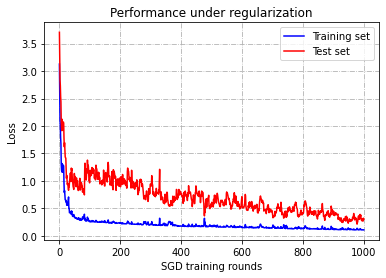 Performance under regularization
Training set
Test set
Loss
3.5
3.0
2.5
2.0
1.5
1.0
0.5
0.0
0
200
400
600
800
1000
SGD training rounds